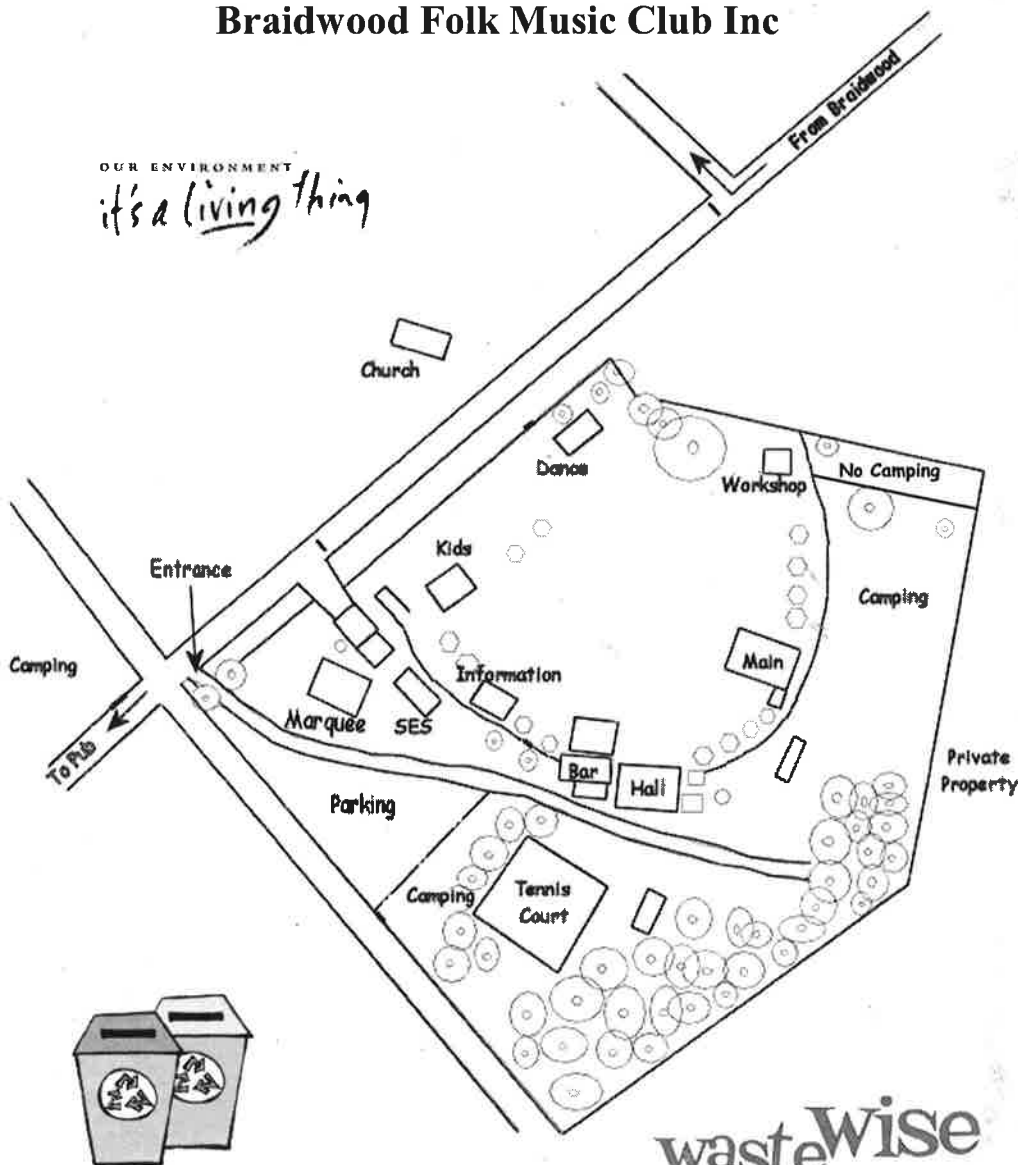 Braidwood Folk Music Club Inc
From Braidwood
OUR ENVIRONMENT
it's a living thing
Church
Dance
Workshop
No Camping
Kids
Entrance
Camping
Camping
Main
Information
Marquee
SES
To Pub
Bar
Hall
Private
Property
Parking
Camping
Tennis
Court
wasteWise